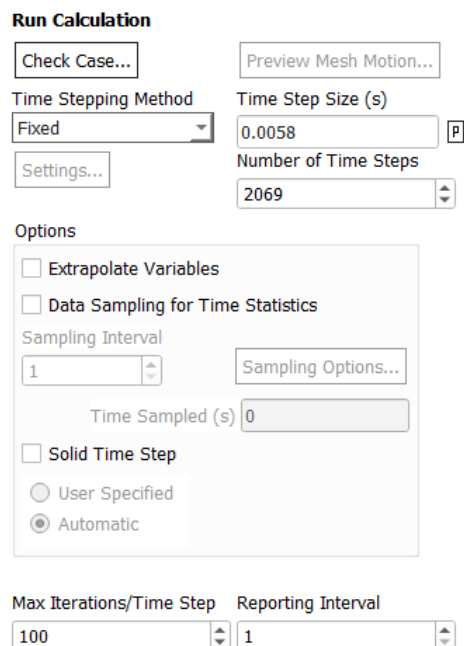 Run Calculation
Check Case... Preview Mesh Motion...
Time Stepping Method Time Step Size (s)
Fixed 0.0058 P
Settings... Number of Time Steps
2069
Options
Extrapolate Variables
Data Sampling for Time Statistics
Sampling Interval
1 Sampling Options...
Time Sampled (s) 0
Solid Time Step
User Specified
Automatic
Max Iterations/Time Step Reporting Interval
100 1